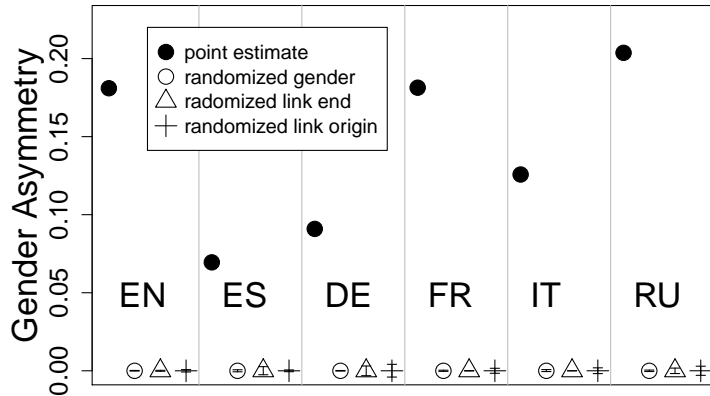 Gender Asymmetry
0.20
0.15
0.10
0.05
0.00
point estimate
randomized gender
radomized link end
randomized link origin
EN ES DE FR IT RU